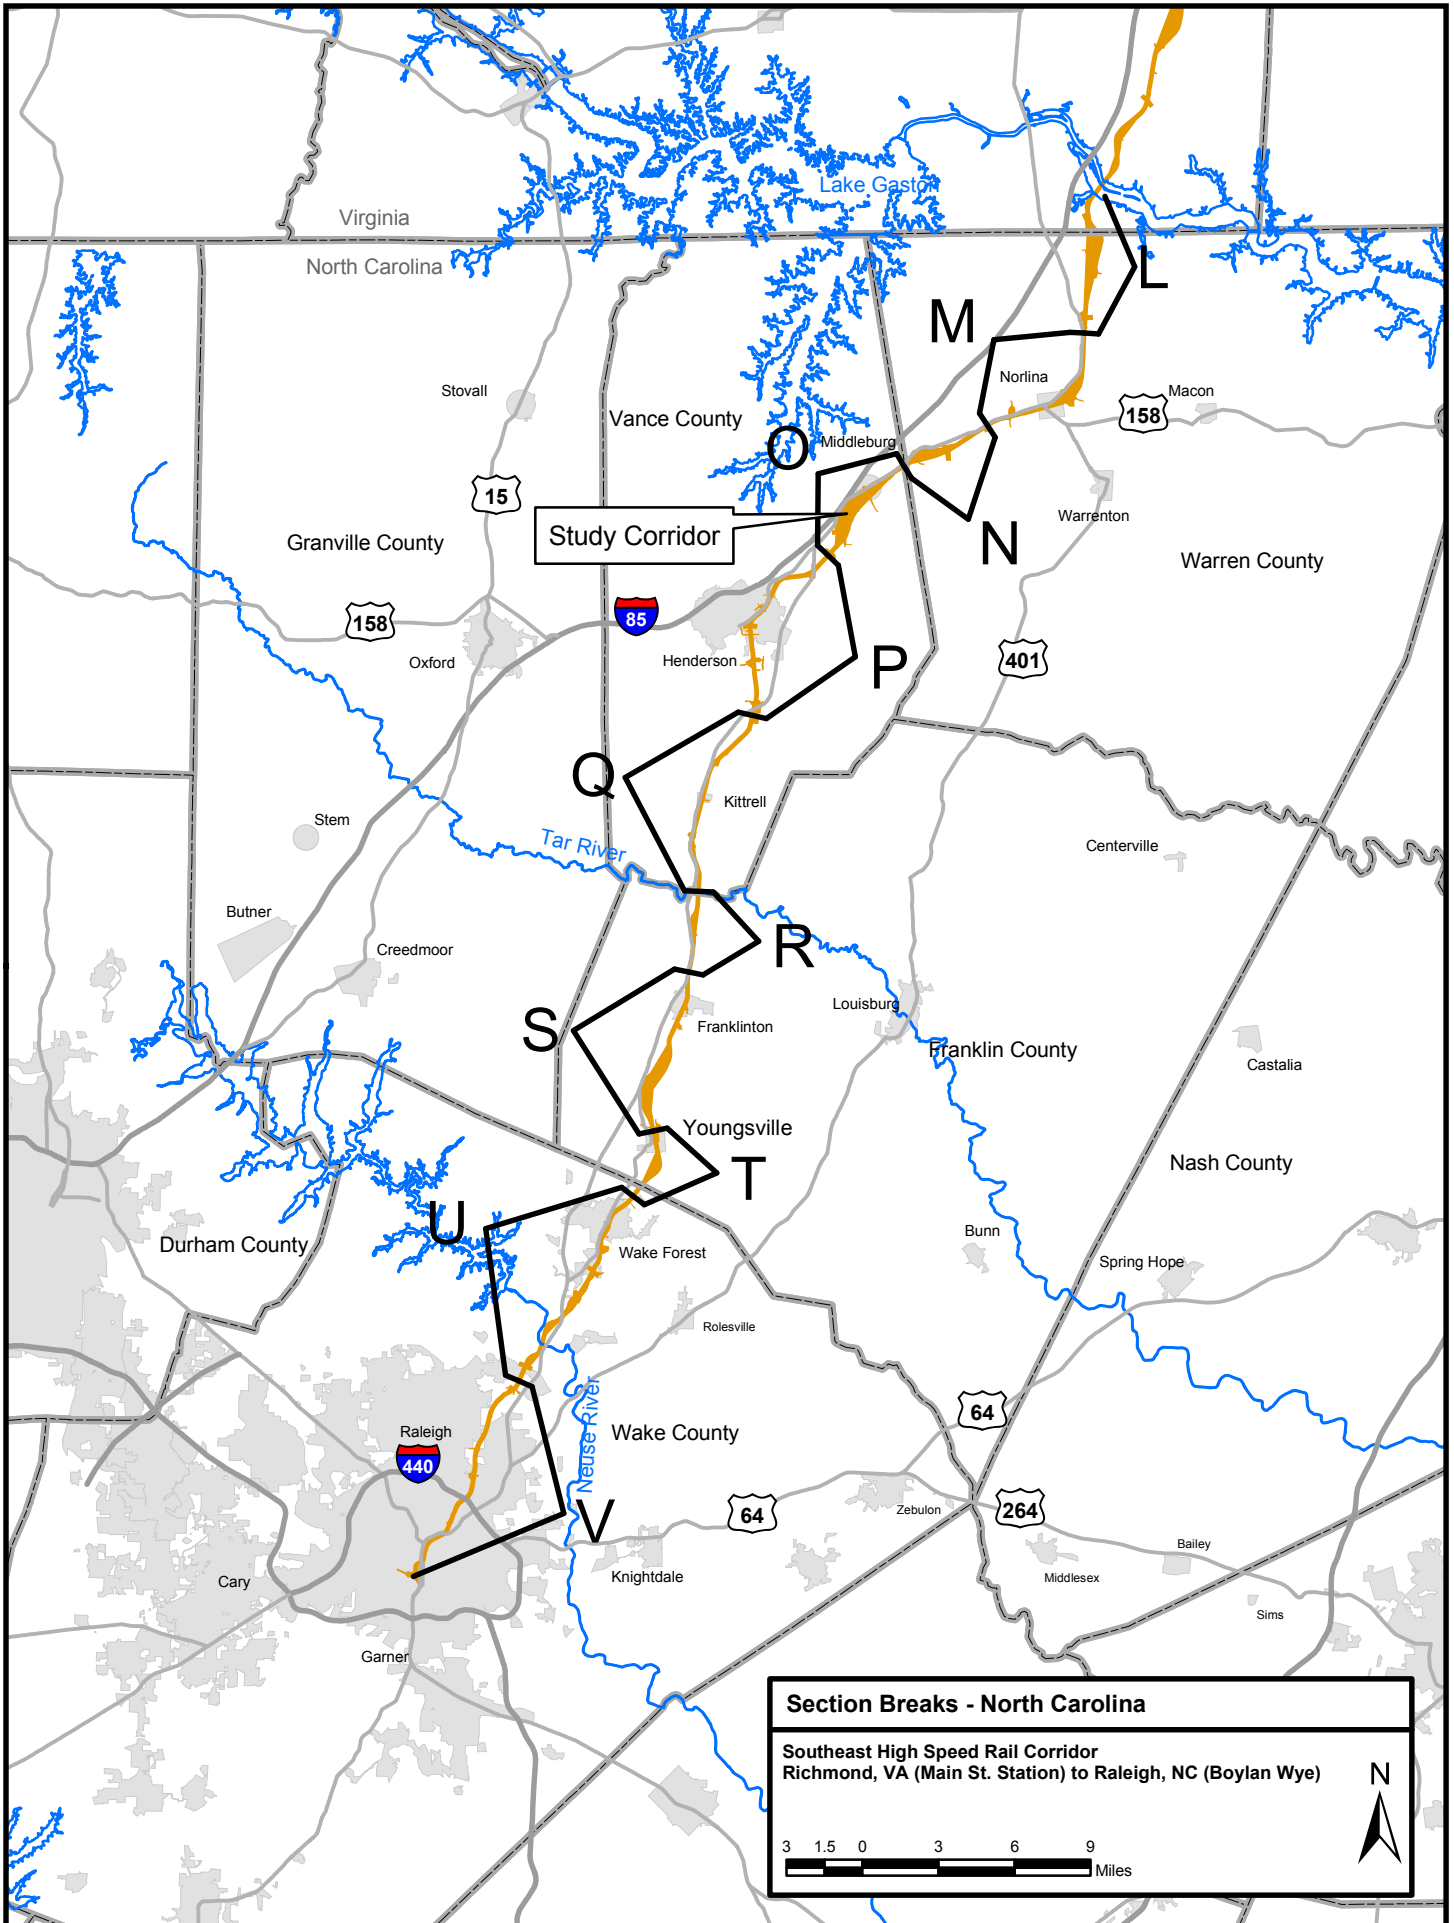 Lake Gaston
Virginia
North Carolina
L
M
Norlina
Macon
158
Stovall
Vance County
O
Middleburg
15
Study Corridor
Granville County
N
Warrenton
Warren County
158
85
Oxford
Henderson
P
401
Q
Kittrell
Stem
Tar River
Centerville
Butner
Creedmoor
R
Louisburg
S
Franklinton
Franklin County
Castalia
Youngsville
T
Nash County
U
Durham County
Wake Forest
Bunn
Spring Hope
Rolesville
Neuse River
Raleigh
440
Wake County
64
V
64
Zebulon
264
Bailey
Cary
Knightdale
Middlesex
Sims
Garner
Section Breaks - North Carolina
Southeast High Speed Rail Corridor
Richmond, VA (Main St. Station) to Raleigh, NC (Boylan Wye)
N
3 1.5 0 3 6 9
Miles